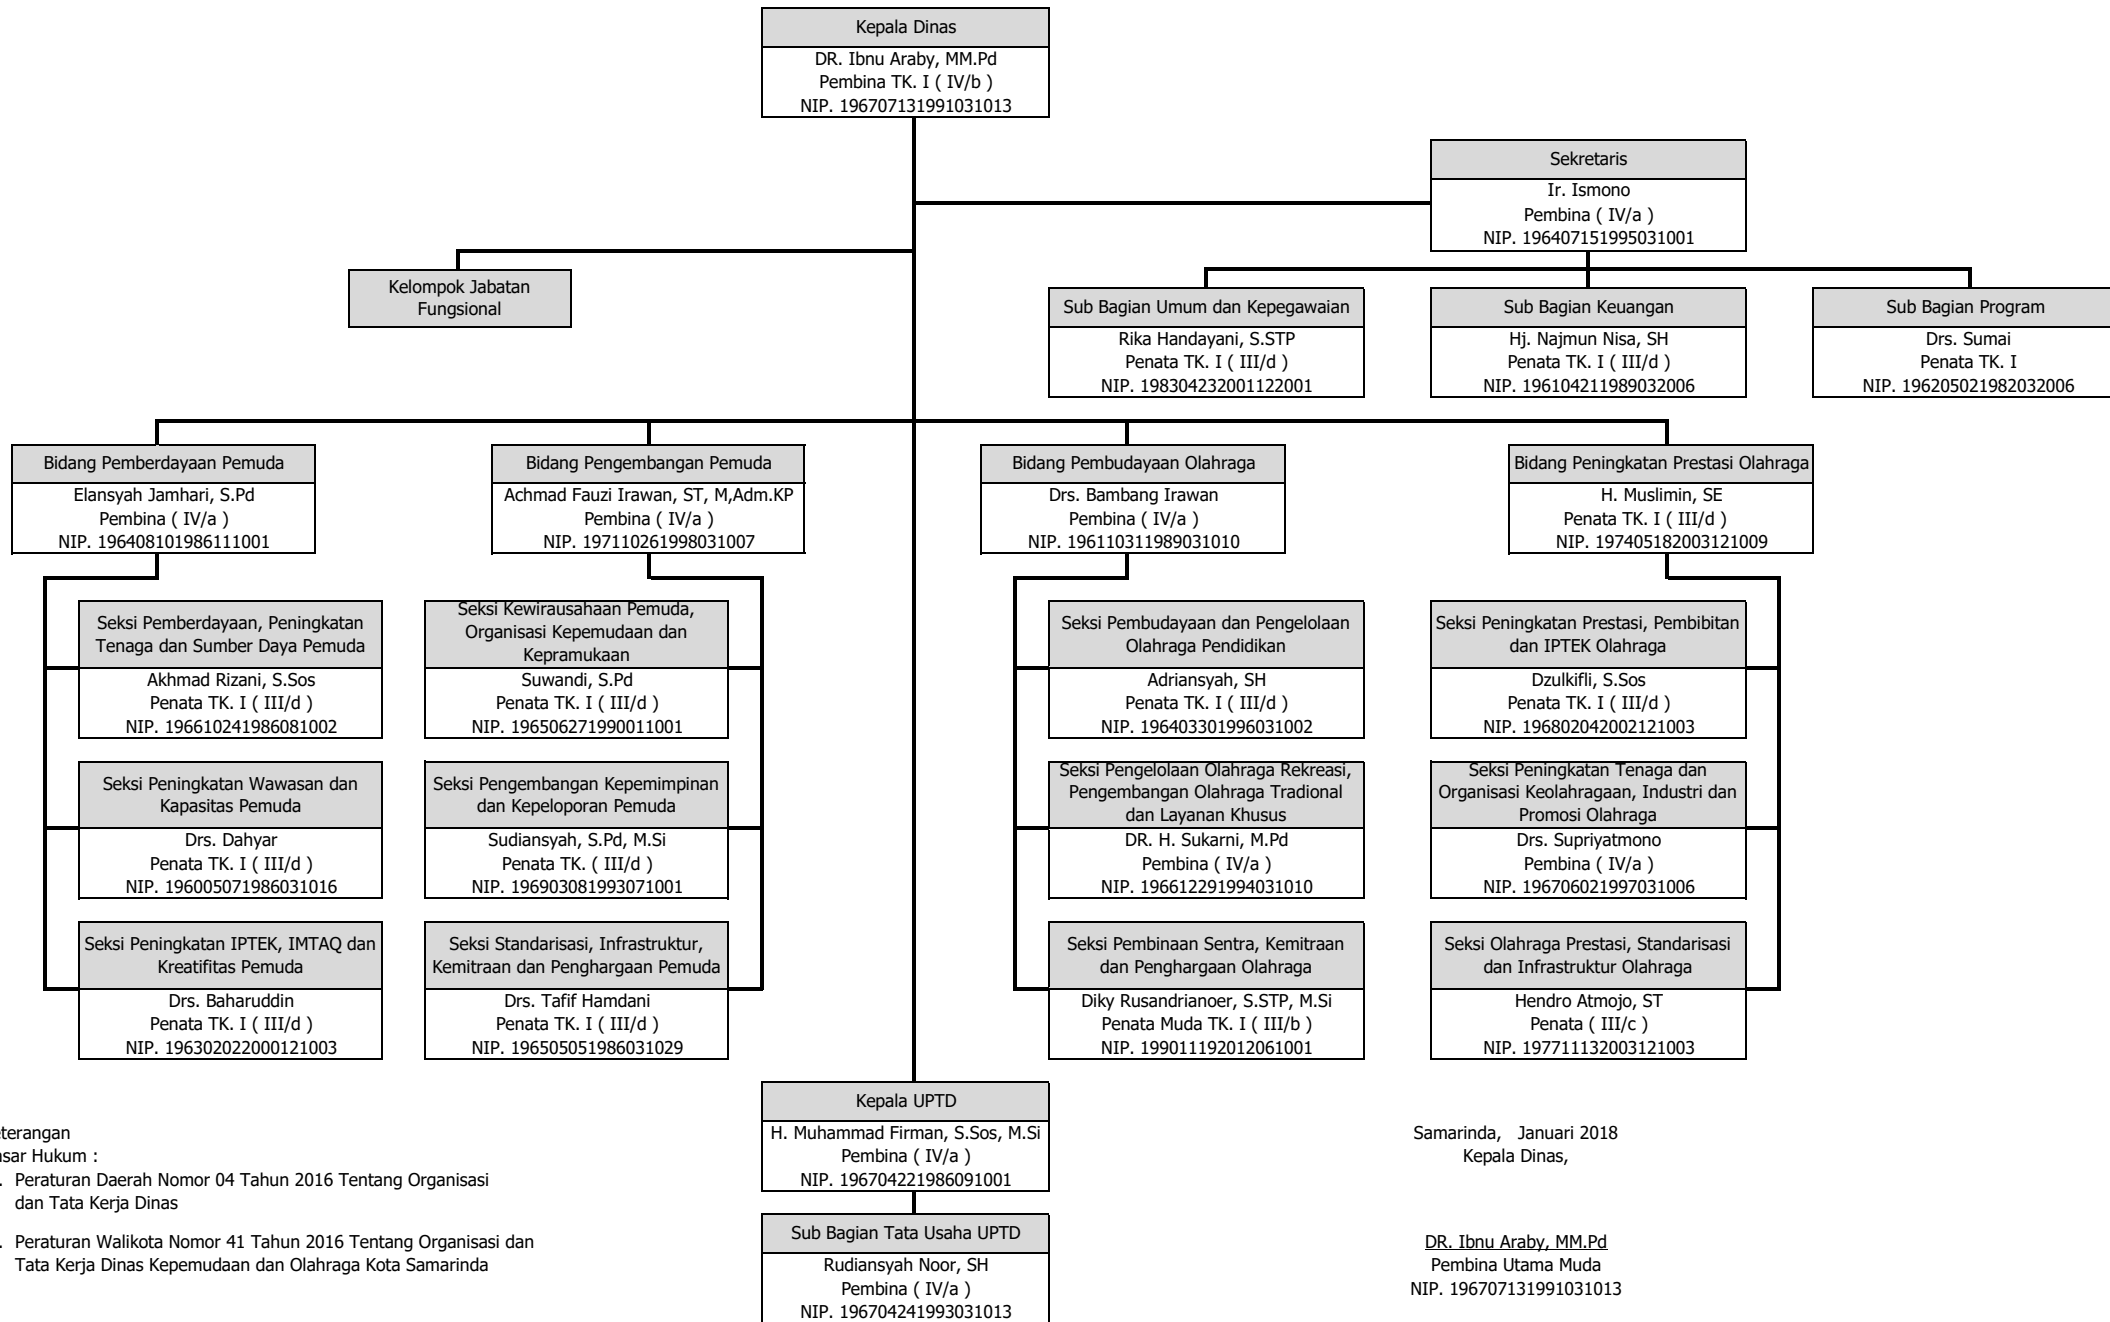 Kepala Dinas
DR. Ibnu Araby, MM.Pd
Pembina TK. I ( IV/b )
NIP. 196707131991031013
Sekretaris
Ir. Ismono
Pembina ( IV/a )
NIP. 196407151995031001
Kelompok Jabatan
Fungsional
Sub Bagian Umum dan Kepegawaian
Rika Handayani, S.STP
Penata TK. I ( III/d )
NIP. 198304232001122001
Sub Bagian Keuangan
Hj. Najmun Nisa, SH
Penata TK. I ( III/d )
NIP. 196104211989032006
Sub Bagian Program
Drs. Sumai
Penata TK. I
NIP. 196205021982032006
Bidang Pemberdayaan Pemuda
Elansyah Jamhari, S.Pd
Pembina ( IV/a )
NIP. 196408101986111001
Bidang Pengembangan Pemuda
Achmad Fauzi Irawan, ST, M,Adm.KP
Pembina ( IV/a )
NIP. 197110261998031007
Bidang Pembudayaan Olahraga
Drs. Bambang Irawan
Pembina ( IV/a )
NIP. 196110311989031010
Bidang Peningkatan Prestasi Olahraga
H. Muslimin, SE
Penata TK. I ( III/d )
NIP. 197405182003121009
Seksi Pemberdayaan, Peningkatan
Tenaga dan Sumber Daya Pemuda
Akhmad Rizani, S.Sos
Penata TK. I ( III/d )
NIP. 196610241986081002
Seksi Kewirausahaan Pemuda,
Organisasi Kepemudaan dan
Kepramukaan
Suwandi, S.Pd
Penata TK. I ( III/d )
NIP. 196506271990011001
Seksi Pembudayaan dan Pengelolaan
Olahraga Pendidikan
Adriansyah, SH
Penata TK. I ( III/d )
NIP. 196403301996031002
Seksi Peningkatan Prestasi, Pembibitan
dan IPTEK Olahraga
Dzulkifli, S.Sos
Penata TK. I ( III/d )
NIP. 196802042002121003
Seksi Peningkatan Wawasan dan
Kapasitas Pemuda
Drs. Dahyar
Penata TK. I ( III/d )
NIP. 196005071986031016
Seksi Pengembangan Kepemimpinan
dan Kepeloporan Pemuda
Sudiansyah, S.Pd, M.Si
Penata TK. ( III/d )
NIP. 196903081993071001
Seksi Pengelolaan Olahraga Rekreasi,
Pengembangan Olahraga Tradional
dan Layanan Khusus
DR. H. Sukarni, M.Pd
Pembina ( IV/a )
NIP. 196612291994031010
Seksi Peningkatan Tenaga dan
Organisasi Keolahragaan, Industri dan
Promosi Olahraga
Drs. Supriyatmono
Pembina ( IV/a )
NIP. 196706021997031006
Seksi Peningkatan IPTEK, IMTAQ dan
Kreatifitas Pemuda
Drs. Baharuddin
Penata TK. I ( III/d )
NIP. 196302022000121003
Seksi Standarisasi, Infrastruktur,
Kemitraan dan Penghargaan Pemuda
Drs. Tafif Hamdani
Penata TK. I ( III/d )
NIP. 196505051986031029
Seksi Pembinaan Sentra, Kemitraan
dan Penghargaan Olahraga
Diky Rusandrianoer, S.STP, M.Si
Penata Muda TK. I ( III/b )
NIP. 199011192012061001
Seksi Olahraga Prestasi, Standarisasi
dan Infrastruktur Olahraga
Hendro Atmojo, ST
Penata ( III/c )
NIP. 197711132003121003
Kepala UPTD
H. Muhammad Firman, S.Sos, M.Si
Pembina ( IV/a )
NIP. 196704221986091001
Sub Bagian Tata Usaha UPTD
Rudiansyah Noor, SH
Pembina ( IV/a )
NIP. 196704241993031013
eterangan
asar Hukum :
. Peraturan Daerah Nomor 04 Tahun 2016 Tentang Organisasi
dan Tata Kerja Dinas
. Peraturan Walikota Nomor 41 Tahun 2016 Tentang Organisasi dan
Tata Kerja Dinas Kepemudaan dan Olahraga Kota Samarinda
Samarinda, Januari 2018
Kepala Dinas,
DR. Ibnu Araby, MM.Pd
Pembina Utama Muda
NIP. 196707131991031013